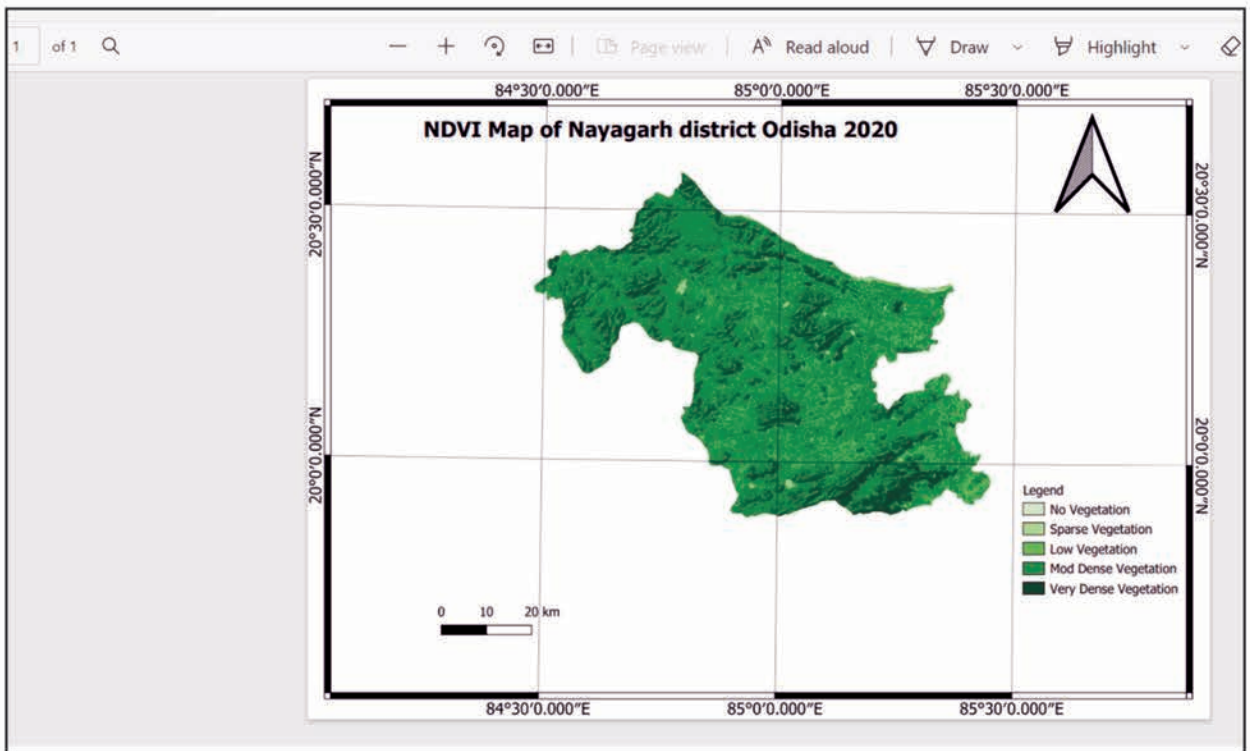 1 of 1 Page view Read aloud Draw Highlight
84°30'0.000"E 85°0'0.000"E 85°30'0.000"E
NDVI Map of Nayagarh district Odisha 2020
20°30'0.000"N
20°30'0.000"N
20°0'0.000"N
20°0'0.000"N
Legend
No Vegetation
Sparse Vegetation
Low Vegetation
Mod Dense Vegetation
Very Dense Vegetation
0 10 20 km
84°30'0.000"E 85°0'0.000"E 85°30'0.000"E